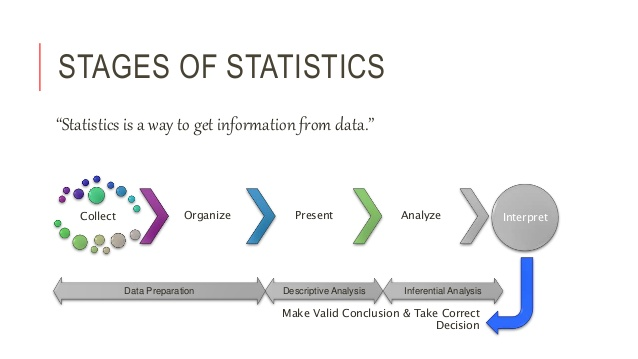 STAGES OF STATISTICS
“Statistics is a way to get information from data.”
Collect
Organize
Present
Analyze
Interpret
Data Preparation
Descriptive Analysis
Inferential Analysis
Make Valid Conclusion & Take Correct
Decision